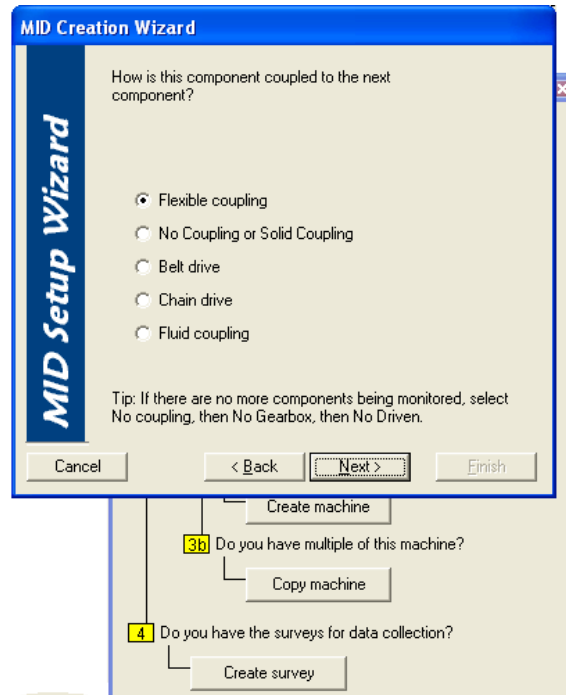 MID Creation Wizard
MID Setup Wizard
How is this component coupled to the next
component?
Flexible coupling
No Coupling or Solid Coupling
Belt drive
Chain drive
Fluid coupling
Tip: If there are no more components being monitored, select
No coupling, then No Gearbox, then No Driven.
Cancel
< Back
Next >
Finish
Create machine
3b Do you have multiple of this machine?
Copy machine
4 Do you have the surveys for data collection?
Create survey